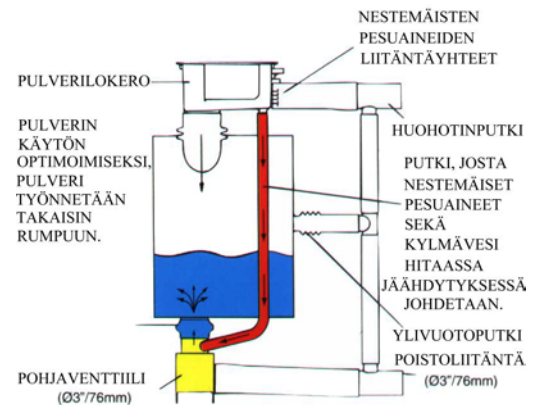 NESTEMÄISTEN
PESUAINEIDEN
LIITÄNTÄYHTEET
PULVERILOKERO
HUOHOTINPUTKI
PULVERIN
KÄYTÖN
OPTIMOIMISEKSI,
PULVERI
TYÖNNETÄÄN
TAKAISIN
RUMPUUN.
PUTKI, JOSTA
NESTEMÄISET
PESUAINEET
SEKÄ
KYLMÄVESI
HITAASSA
JÄÄHDYTYKSESSÄ
JOHDETAAN.
YLIVUOTOPUTKI
POISTOLIITÄNTÄ
(Ø3"/76mm)
POHJAVENTTIILI
(Ø3"/76mm)